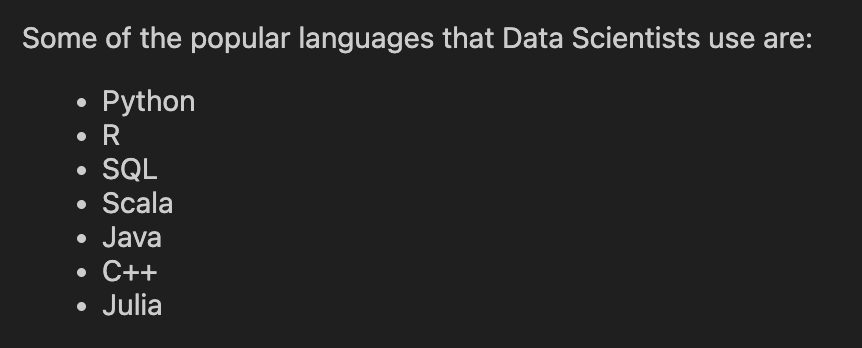 Some of the popular languages that Data Scientists use are:
• Python
• R
• SQL
• Scala
• Java
• C++
• Julia